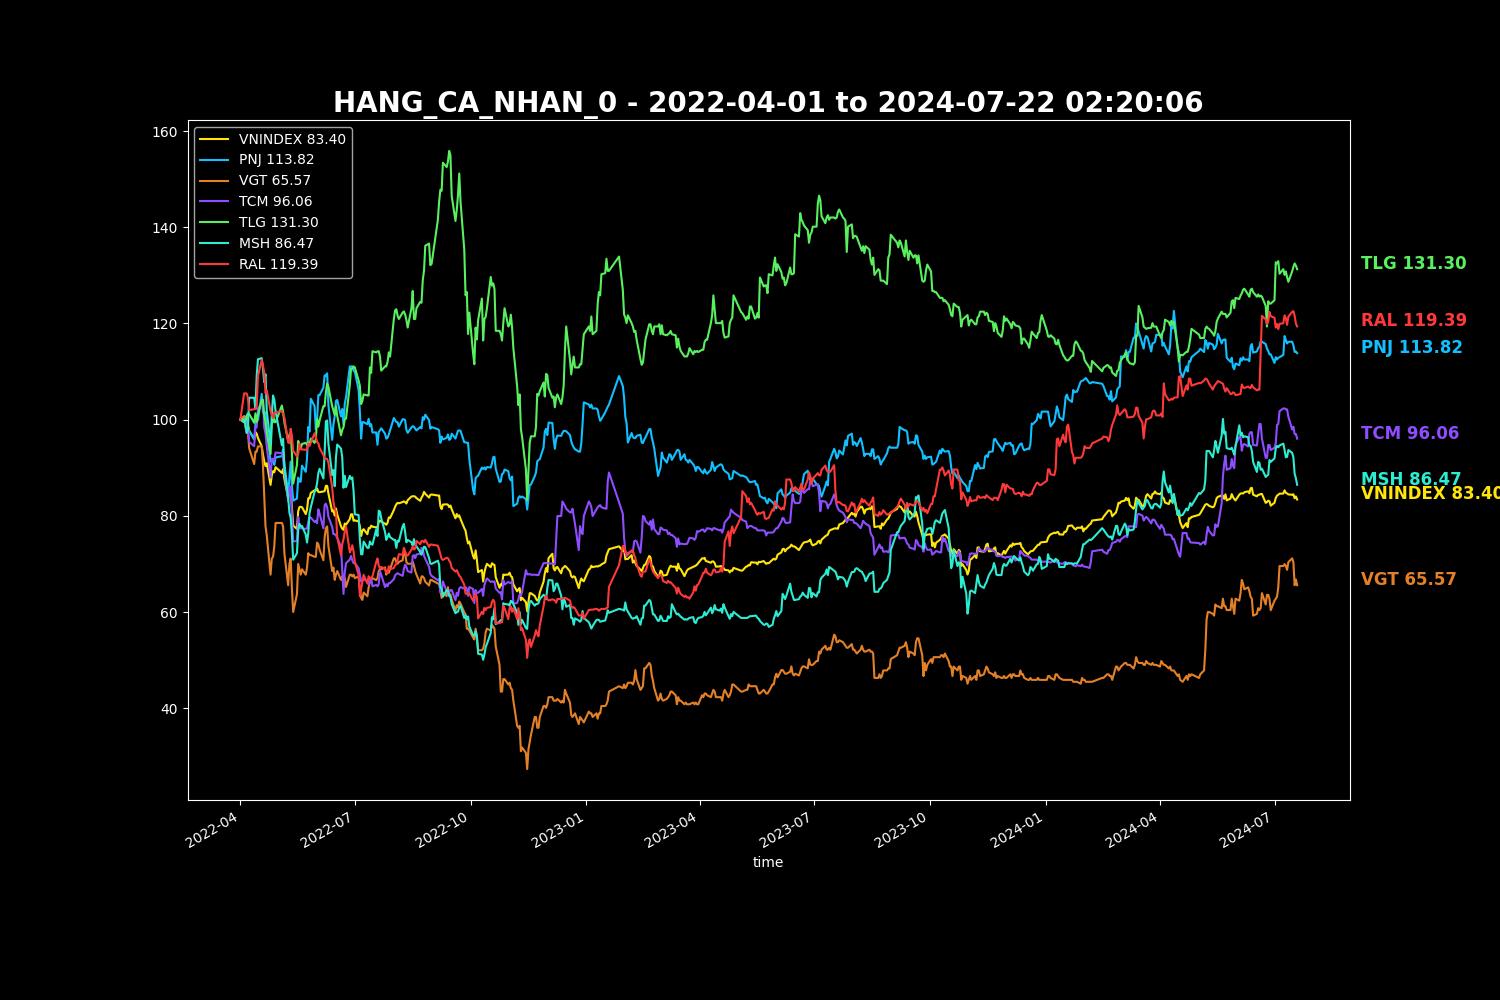 HANG_CA_NHAN_0 - 2022-04-01 to 2024-07-22 02:20:06
160
140
120
100
80
60
40
VNINDEX 83.40
PNJ 113.82
VGT 65.57
TCM 96.06
TLG 131.30
MSH 86.47
RAL 119.39
TLG 131.30
RAL 119.39
PNJ 113.82
TCM 96.06
MSH 86.47
VNINDEX 83.40
VGT 65.57
2022-04
2022-07
2022-10
2023-01
2023-04
2023-07
2023-10
2024-01
2024-04
2024-07
time